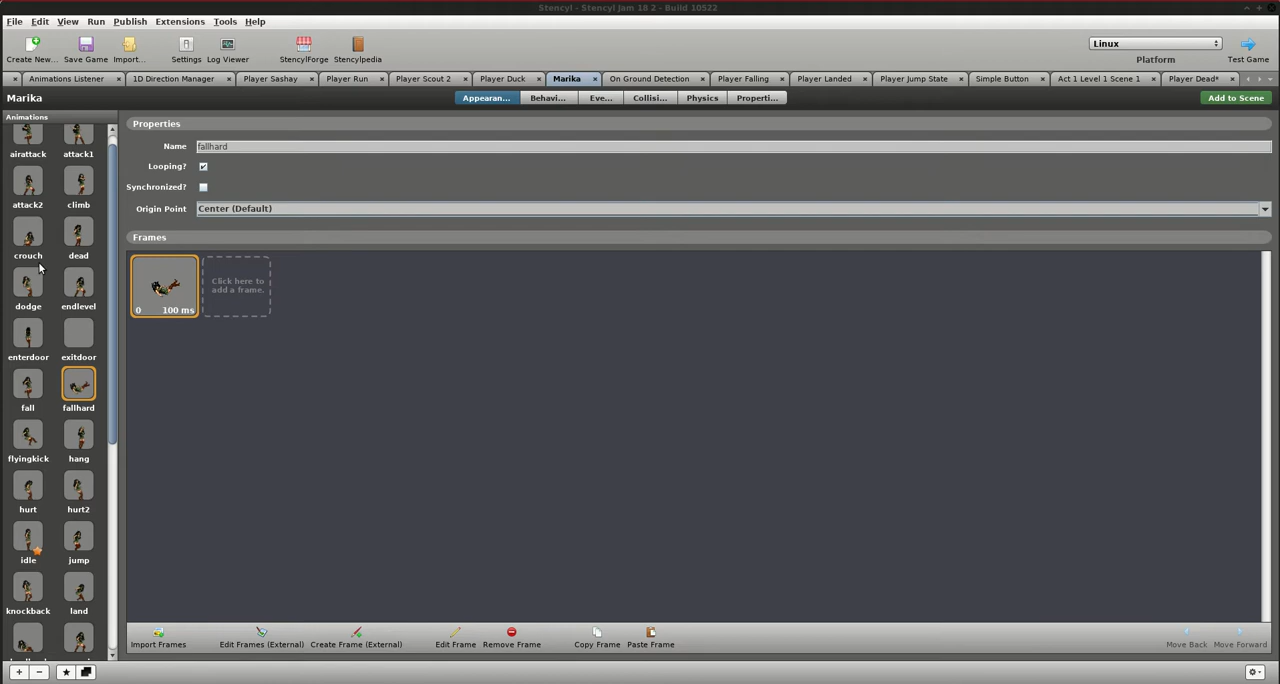 Stencyl - Stencyl Jam 18 2 - Build 10522
File Edit View Run Publish Extensions Tools Help
Create New... Save Game Import... Settings Log Viewer StencylForge Stencylpedia
Linux
Platform
Test Game
Animations Listener 1D Direction Manager Player Sashay Player Run Player Scout 2 Player Duck Marika On Ground Detection Player Falling Player Landed Player Jump State Simple Button Act 1 Level 1 Scene 1 Player Dead*
Marika
Appearan... Behavi... Eve... Collisi... Physics Properti...
Add to Scene
Animations
airattack attack1
attack2 climb
crouch dead
dodge endlevel
enterdoor exitdoor
fall fallhard
flyingkick hang
hurt hurt2
idle jump
knockback land
Properties
Name fallhard
Looping?
Synchronized?
Origin Point Center (Default)
Frames
0 100 ms
Click here to
add a frame.
Import Frames Edit Frames (External) Create Frame (External) Edit Frame Remove Frame Copy Frame Paste Frame Move Back Move Forward